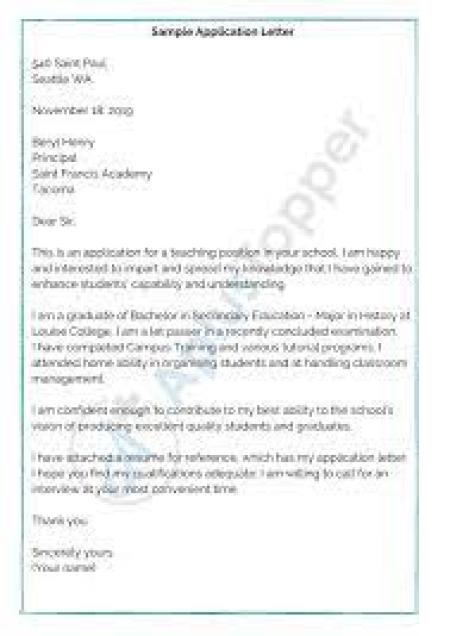 Sample Application Letter
540 Saint Paul,
Seattle WA.
November 18, 2019
Beryl Henry
Principal
Saint Francis Academy
Tacoma
Dear Sir,
This is an application for a teaching position in your school. I am happy
and interested to impart and spread my knowledge that I have gained to
enhance students' capability and understanding.
I am a graduate of Bachelor in Secondary Education – Major in History at
Louise College. I am a let passer in a recently concluded examination.
I have completed Campus Training and various tutorial programs. I
attended home ability in organising students and at handling classroom
management.
I am confident enough to contribute to my best ability to the school's
vision of producing excellent quality students and graduates.
I have attached a resume for reference, which has my application letter.
I hope you find my qualifications adequate. I am willing to call for an
interview at your most convenient time.
Thank you
Sincerely yours
(Your name)